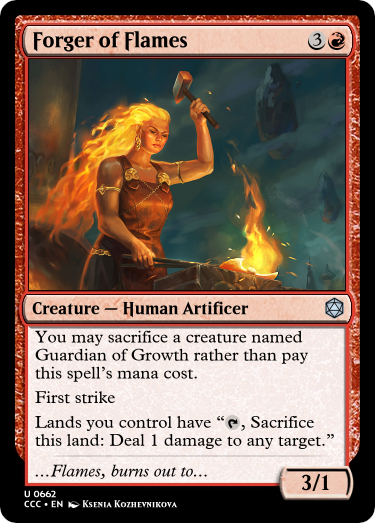 Forger of Flames 3
Creature — Human Artificer
You may sacrifice a creature named
Guardian of Growth rather than pay
this spell's mana cost.
First strike
Lands you control have “, Sacrifice
this land: Deal 1 damage to any target.”
...Flames, burns out to...
3/1
U 0662
CCC • EN Ksenia Kozhevnikova